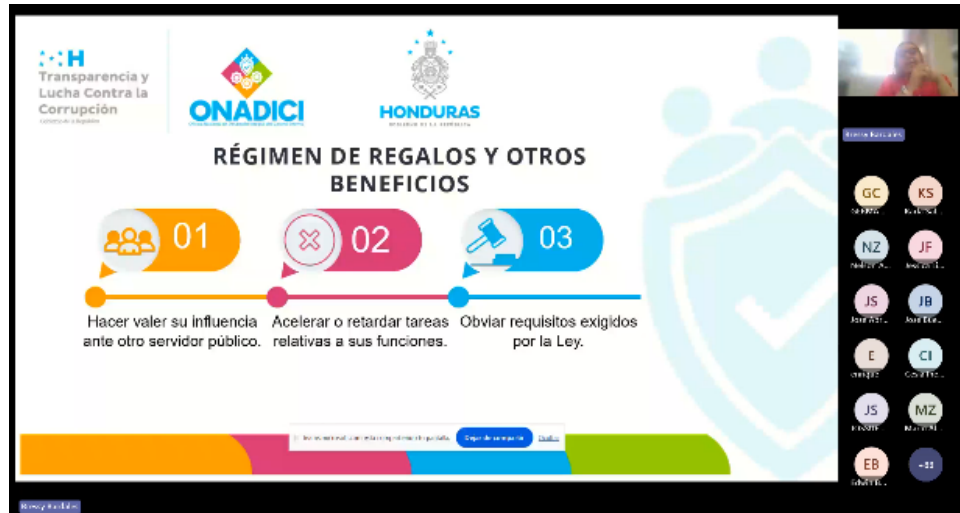 H
Transparencia y
Lucha Contra la
Corrupción
ONADICI
HONDURAS
RÉGIMEN DE REGALOS Y OTROS
BENEFICIOS
01
02
03
Hacer valer su influencia
ante otro servidor público.
Acelerar o retardar tareas
relativas a sus funciones.
Obviar requisitos exigidos
por la Ley.
Dejar de compartir
GC
KS
NZ
JF
JS
JB
E
CI
JS
MZ
EB